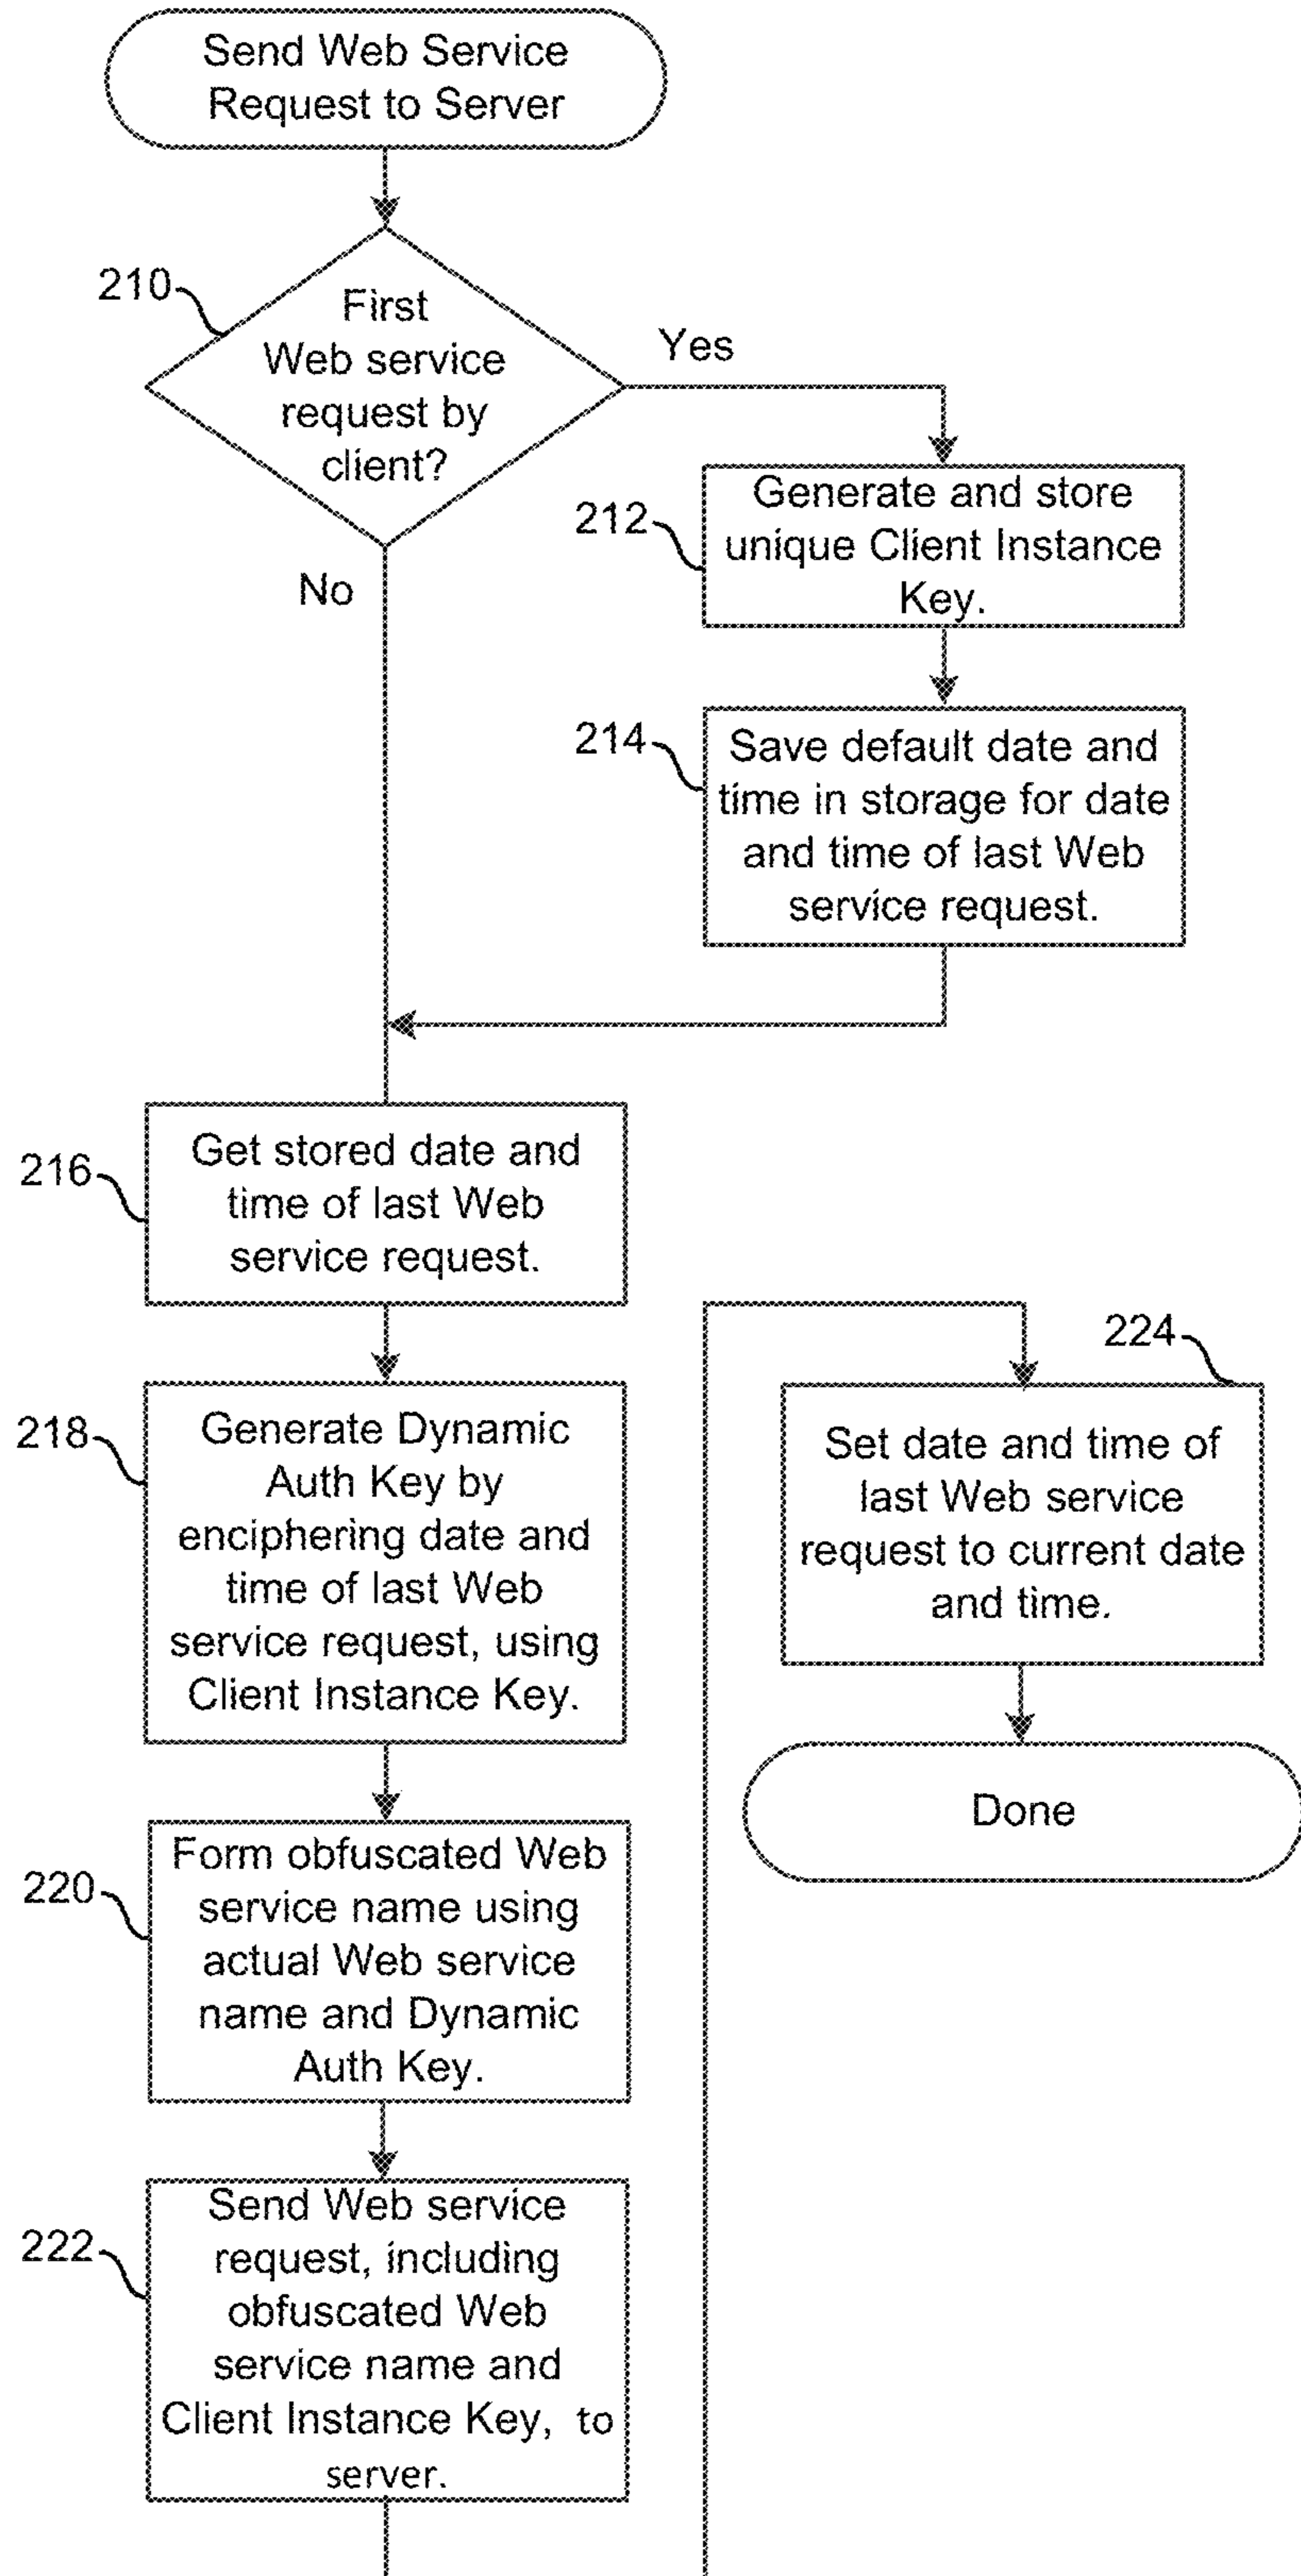 Send Web Service
Request to Server
210
First
Web service
request by
client?
Yes
No
212
Generate and store
unique Client Instance
Key.
214
Save default date and
time in storage for date
and time of last Web
service request.
216
Get stored date and
time of last Web
service request.
218
Generate Dynamic
Auth Key by
enciphering date and
time of last Web
service request, using
Client Instance Key.
220
Form obfuscated Web
service name using
actual Web service
name and Dynamic
Auth Key.
222
Send Web service
request, including
obfuscated Web
service name and
Client Instance Key, to
server.
224
Set date and time of
last Web service
request to current date
and time.
Done